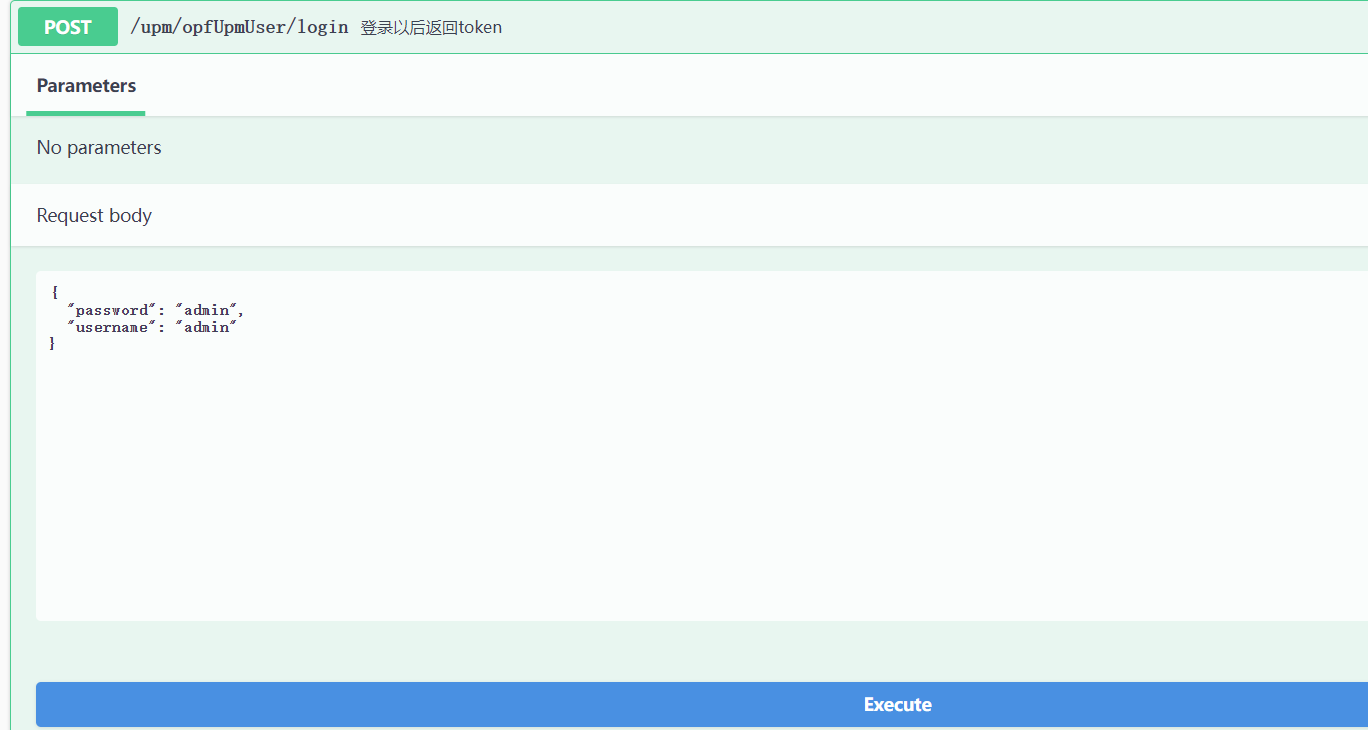 POST /upm/opfUpmUser/login 登录以后返回token
Parameters
No parameters
Request body
{
"password": "admin",
"username": "admin"
}
Execute